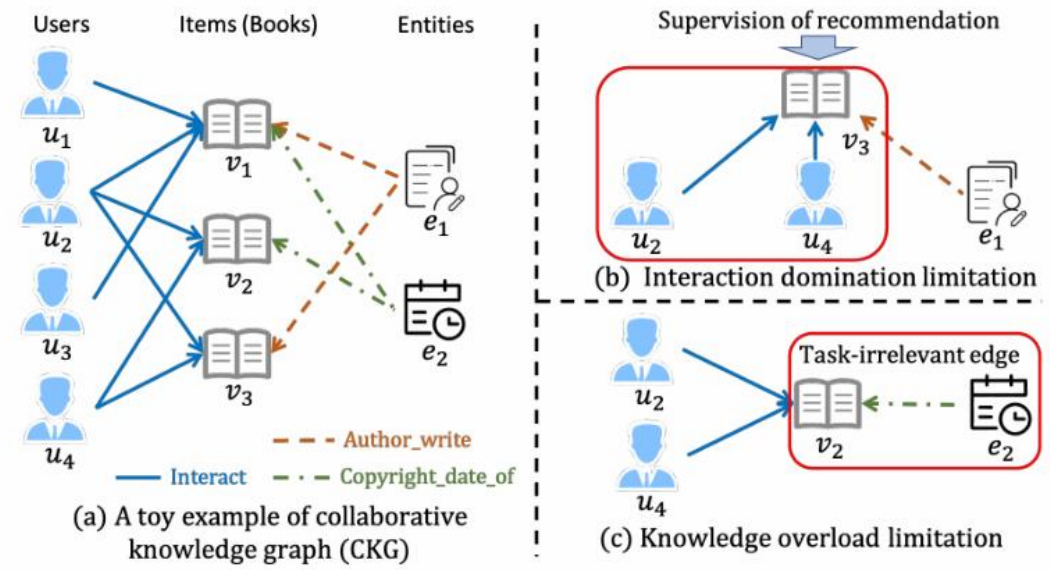 Users Items (Books) Entities
u1
u2
u3
u4
v1
v2
v3
e1
e2
Author_write
Interact Copyright_date_of
(a) A toy example of collaborative
knowledge graph (CKG)
Supervision of recommendation
v3
u2 u4 e1
(b) Interaction domination limitation
Task-irrelevant edge
u2
v2 e2
u4
(c) Knowledge overload limitation